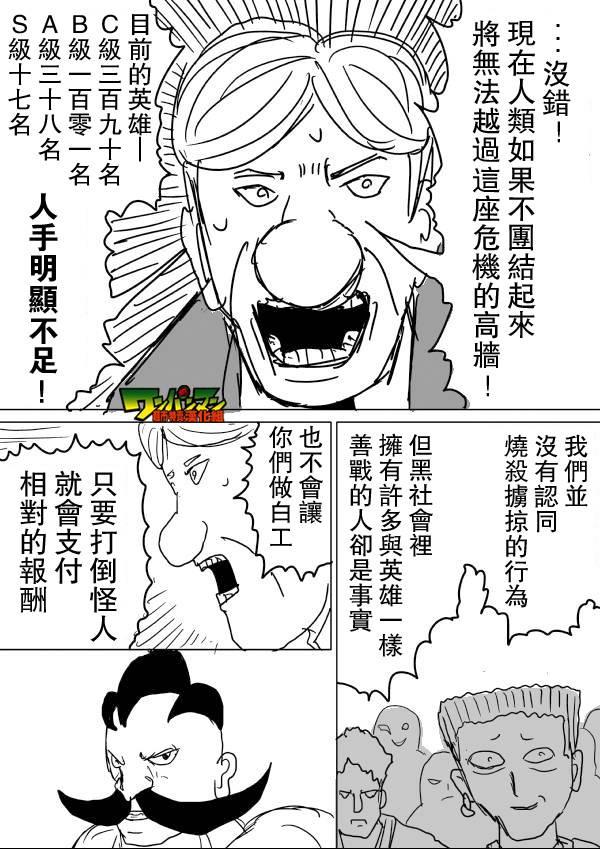 …沒錯！
現在人類如果不團結起來
將無法越過這座危機的高牆！
目前的英雄—
Ｃ級三百九十名
Ｂ級一百零一名
Ａ級三十八名
Ｓ級十七名
人手明顯不足！
ワンパンマン
我們並
沒有認同
燒殺擄掠的行為
但黑社會裡
擁有許多與英雄一樣
善戰的人卻是事實
也不會讓
你們做白工
只要打倒怪人
就會支付
相對的報酬